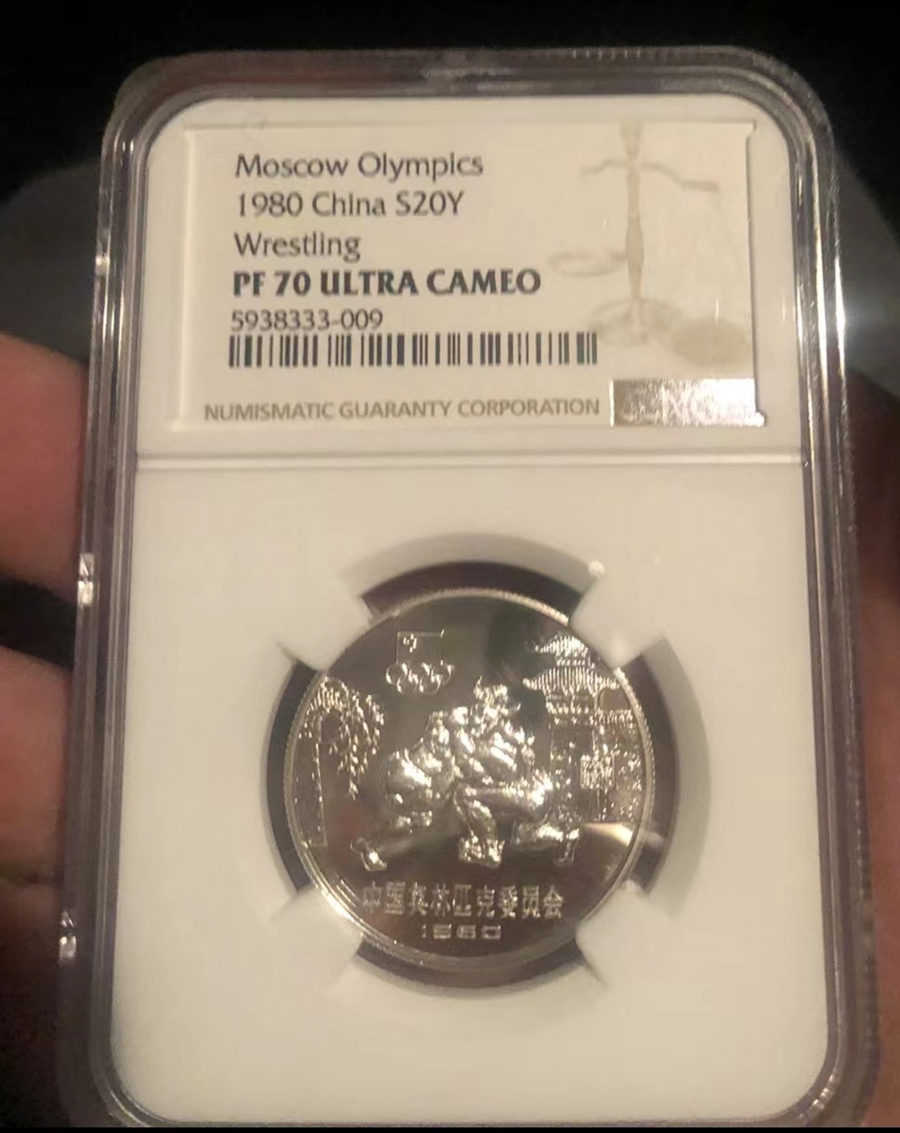 Moscow Olympics
1980 China S20Y
Wrestling
PF 70 ULTRA CAMEO
5938333-009
NUMISMATIC GUARANTY CORPORATION
NGC
中国奥林匹克委员会
1980